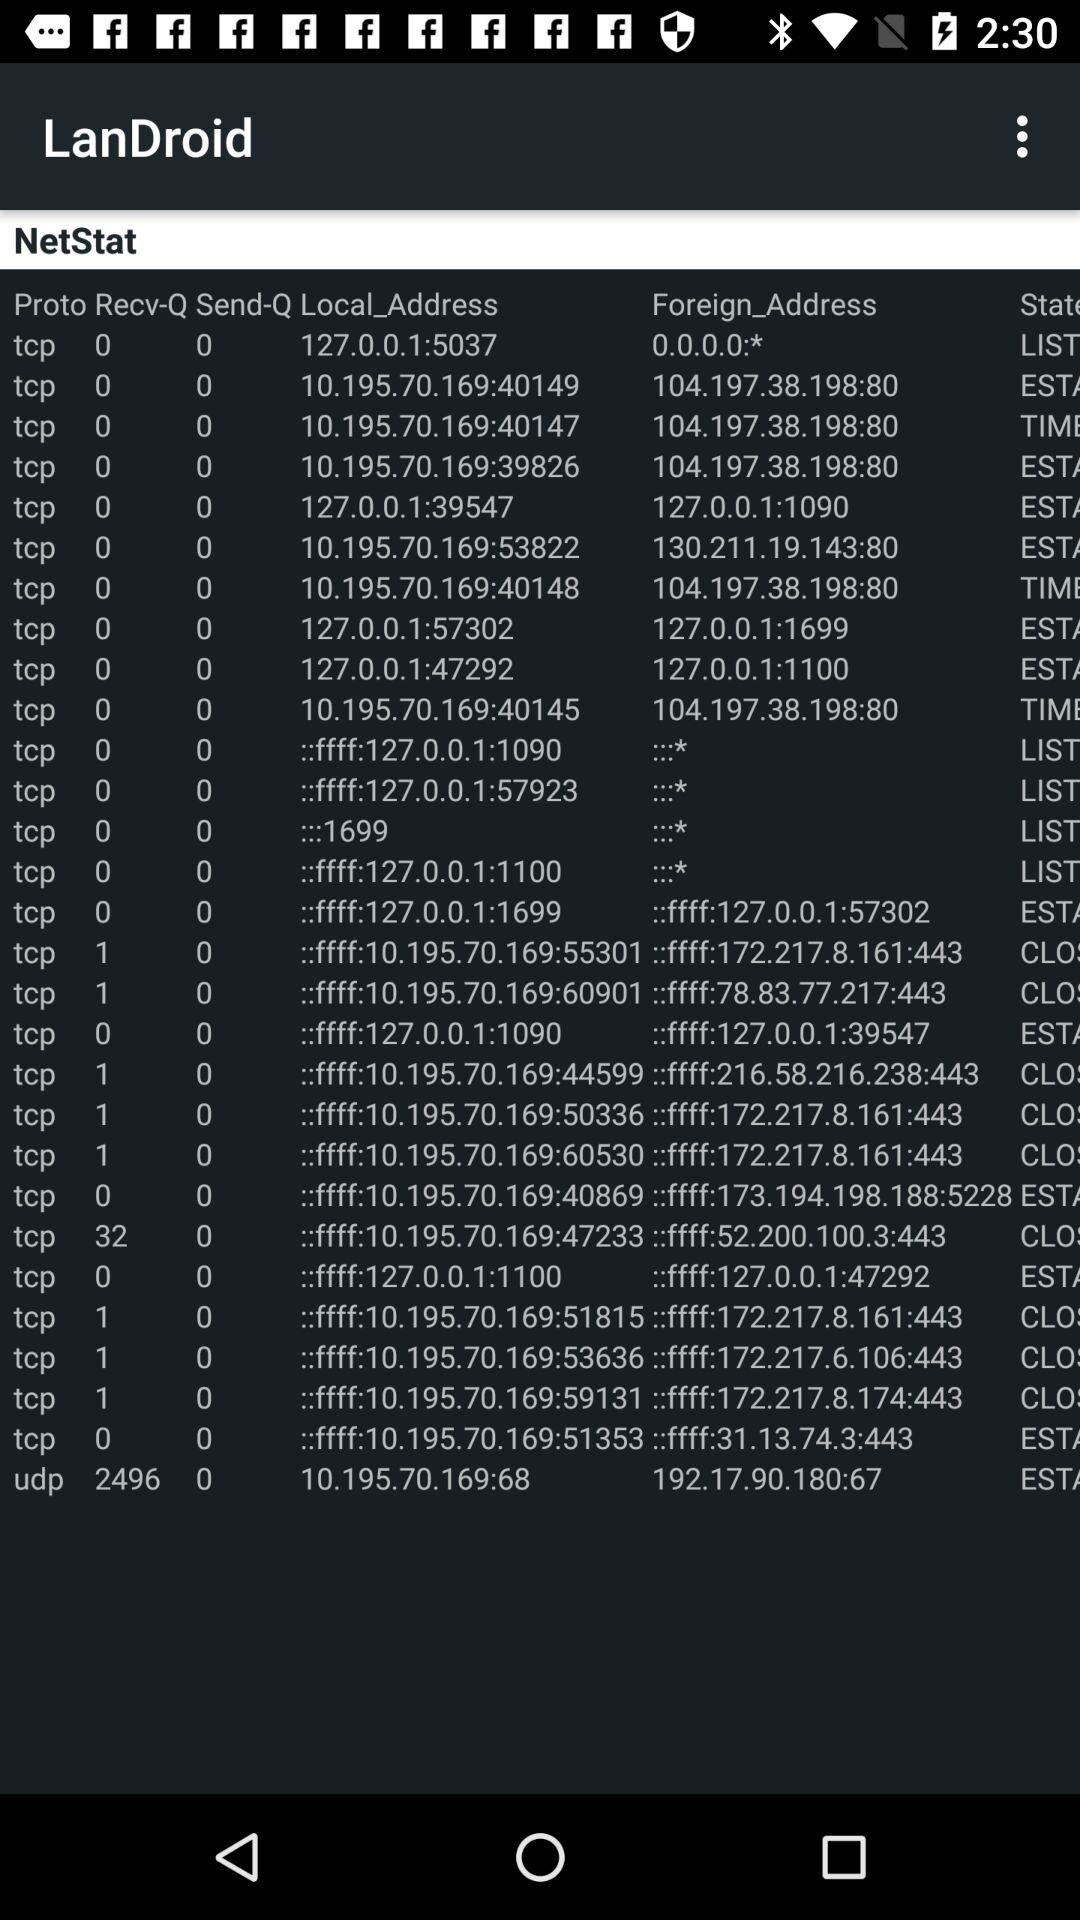 2:30
LanDroid
NetStat
Proto Recv-Q Send-Q Local_Address Foreign_Address State
tcp 0 0 127.0.0.1:5037 0.0.0.0:* LIST
tcp 0 0 10.195.70.169:40149 104.197.38.198:80 ESTA
tcp 0 0 10.195.70.169:40147 104.197.38.198:80 TIME
tcp 0 0 10.195.70.169:39826 104.197.38.198:80 ESTA
tcp 0 0 127.0.0.1:39547 127.0.0.1:1090 ESTA
tcp 0 0 10.195.70.169:53822 130.211.19.143:80 ESTA
tcp 0 0 10.195.70.169:40148 104.197.38.198:80 TIME
tcp 0 0 127.0.0.1:57302 127.0.0.1:1699 ESTA
tcp 0 0 127.0.0.1:47292 127.0.0.1:1100 ESTA
tcp 0 0 10.195.70.169:40145 104.197.38.198:80 TIME
tcp 0 0 ::ffff:127.0.0.1:1090 :::* LIST
tcp 0 0 ::ffff:127.0.0.1:57923 :::* LIST
tcp 0 0 :::1699 :::* LIST
tcp 0 0 ::ffff:127.0.0.1:1100 :::* LIST
tcp 0 0 ::ffff:127.0.0.1:1699 ::ffff:127.0.0.1:57302 ESTA
tcp 1 0 ::ffff:10.195.70.169:55301 ::ffff:172.217.8.161:443 CLOS
tcp 1 0 ::ffff:10.195.70.169:60901 ::ffff:78.83.77.217:443 CLOS
tcp 0 0 ::ffff:127.0.0.1:1090 ::ffff:127.0.0.1:39547 ESTA
tcp 1 0 ::ffff:10.195.70.169:44599 ::ffff:216.58.216.238:443 CLOS
tcp 1 0 ::ffff:10.195.70.169:50336 ::ffff:172.217.8.161:443 CLOS
tcp 1 0 ::ffff:10.195.70.169:60530 ::ffff:172.217.8.161:443 CLOS
tcp 0 0 ::ffff:10.195.70.169:40869 ::ffff:173.194.198.188:5228 ESTA
tcp 32 0 ::ffff:10.195.70.169:47233 ::ffff:52.200.100.3:443 CLOS
tcp 0 0 ::ffff:127.0.0.1:1100 ::ffff:127.0.0.1:47292 ESTA
tcp 1 0 ::ffff:10.195.70.169:51815 ::ffff:172.217.8.161:443 CLOS
tcp 1 0 ::ffff:10.195.70.169:53636 ::ffff:172.217.6.106:443 CLOS
tcp 1 0 ::ffff:10.195.70.169:59131 ::ffff:172.217.8.174:443 CLOS
tcp 0 0 ::ffff:10.195.70.169:51353 ::ffff:31.13.74.3:443 ESTA
udp 2496 0 10.195.70.169:68 192.17.90.180:67 ESTA